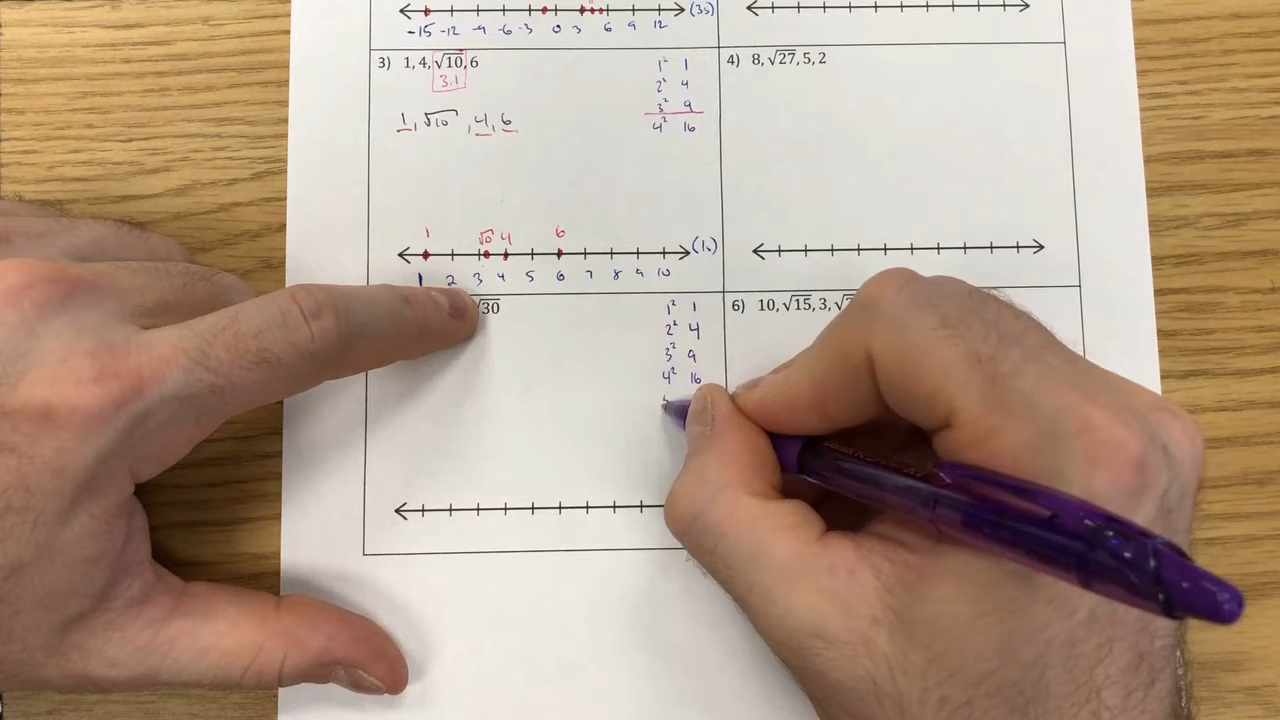 -15 -12 -9 -6 -3 0 3 6 9 12 (3s)
3) 1, 4, √10, 6
3.1
1² 1
2² 4
3² 9
4² 16
1, √10, 4, 6
1 √10 4 6
1 2 3 4 5 6 7 8 9 10 (1s)
4) 8, √27, 5, 2
√30
1² 1
2² 4
3² 9
4² 16
6) 10, √15, 3,